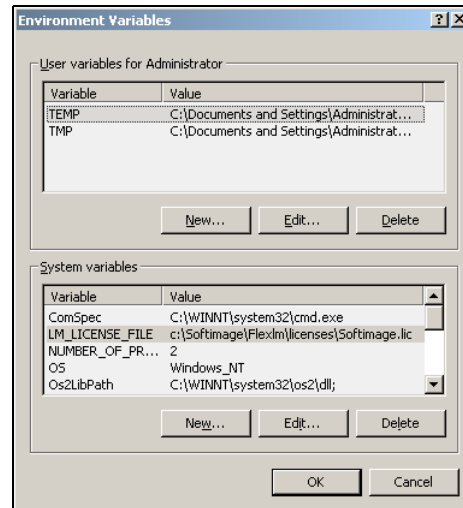 Environment Variables
User variables for Administrator
Variable Value
TEMP C:\Documents and Settings\Administrat...
TMP C:\Documents and Settings\Administrat...
New... Edit... Delete
System variables
Variable Value
ComSpec C:\WINNT\system32\cmd.exe
LM_LICENSE_FILE c:\Softimage\Flexlm\licenses\Softimage.lic
NUMBER_OF_PR... 2
OS Windows_NT
Os2LibPath C:\WINNT\system32\os2\dll;
New... Edit... Delete
OK Cancel